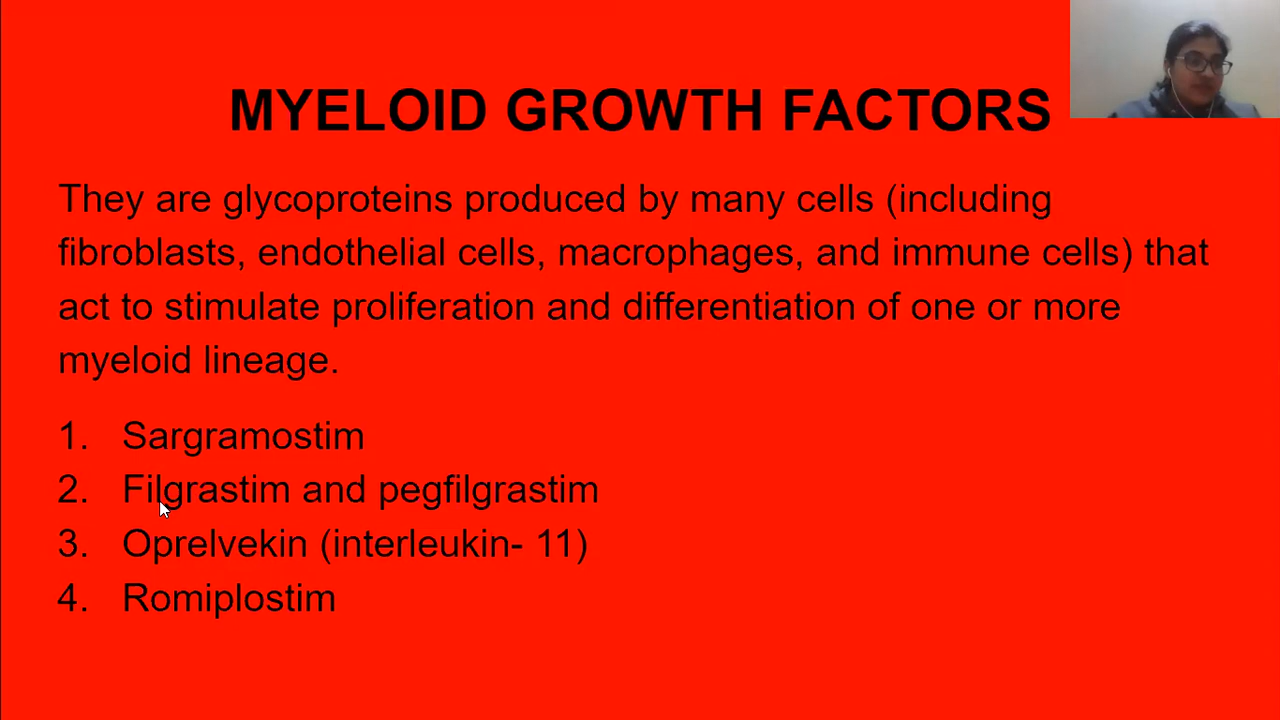 MYELOID GROWTH FACTORS
They are glycoproteins produced by many cells (including
fibroblasts, endothelial cells, macrophages, and immune cells) that
act to stimulate proliferation and differentiation of one or more
myeloid lineage.
1. Sargramostim
2. Filgrastim and pegfilgrastim
3. Oprelvekin (interleukin- 11)
4. Romiplostim